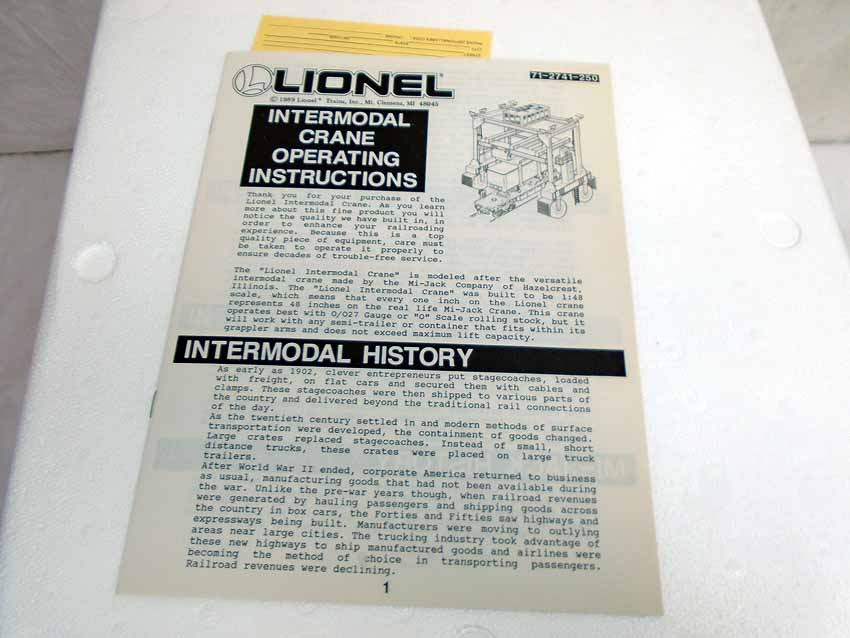 LIONEL
71-2741-250
© 1989 Lionel™ Trains, Inc., Mt. Clemens, MI 48045
INTERMODAL
CRANE
OPERATING
INSTRUCTIONS
Thank you for your purchase of the
Lionel Intermodal Crane. As you learn
more about this fine product you will
notice the quality we have built in, in
order to enhance your railroading
experience. Because this is a top
quality piece of equipment, care must
be taken to operate it properly to
ensure decades of trouble-free service.
The "Lionel Intermodal Crane" is modeled after the versatile
intermodal crane made by the Mi-Jack Company of Hazelcrest,
Illinois. The "Lionel Intermodal Crane" was built to be 1:48
scale, which means that every one inch on the Lionel crane
represents 48 inches on the real life Mi-Jack Crane. This crane
operates best with O/027 Gauge or "O" Scale rolling stock, but it
will work with any semi-trailer or container that fits within its
grappler arms and does not exceed maximum lift capacity.
INTERMODAL HISTORY
As early as 1902, clever entrepreneurs put stagecoaches, loaded
with freight, on flat cars and secured them with cables and
clamps. These stagecoaches were then shipped to various parts of
the country and delivered beyond the traditional rail connections
of the day.
As the twentieth century settled in and modern methods of surface
transportation were developed, the containment of goods changed.
Large crates replaced stagecoaches. Instead of small, short
distance trucks, these crates were placed on large truck
trailers.
After World War II ended, corporate America returned to business
as usual, manufacturing goods that had not been available during
the war. Unlike the pre-war years though, when railroad revenues
were generated by hauling passengers and shipping goods across
the country in box cars, the Forties and Fifties saw highways and
expressways being built. Manufacturers were moving to outlying
areas near large cities. The trucking industry took advantage of
these new highways to ship manufactured goods and airlines were
becoming the method of choice in transporting passengers.
Railroad revenues were declining.
1